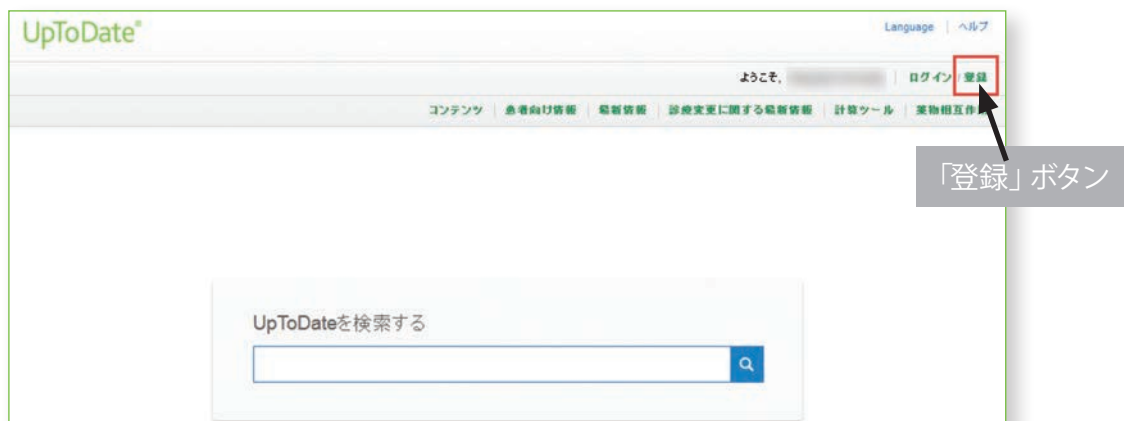 UpToDate®
Language | ヘルプ
ようこそ, | ログイン / 登録
コンテンツ | 患者向け情報 | 最新情報 | 診療変更に関する最新情報 | 計算ツール | 薬物相互作
「登録」ボタン
UpToDateを検索する